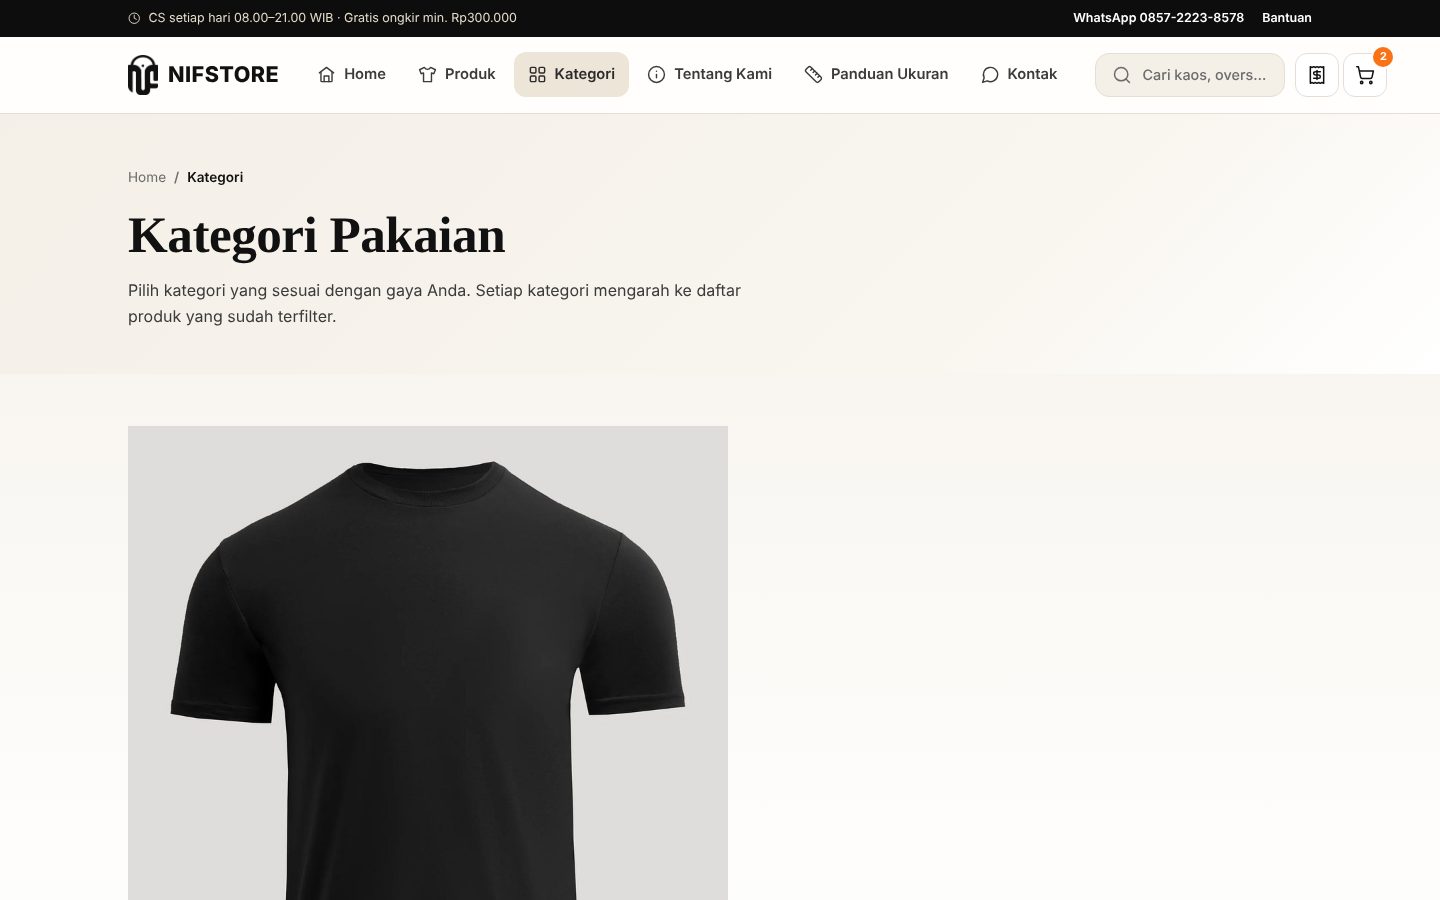 CS setiap hari 08.00–21.00 WIB · Gratis ongkir min. Rp300.000
WhatsApp 0857-2223-8578
Bantuan
NIFSTORE
Home
Produk
Kategori
Tentang Kami
Panduan Ukuran
Kontak
Cari kaos, overs...
2
Home / Kategori
Kategori Pakaian
Pilih kategori yang sesuai dengan gaya Anda. Setiap kategori mengarah ke daftar
produk yang sudah terfilter.